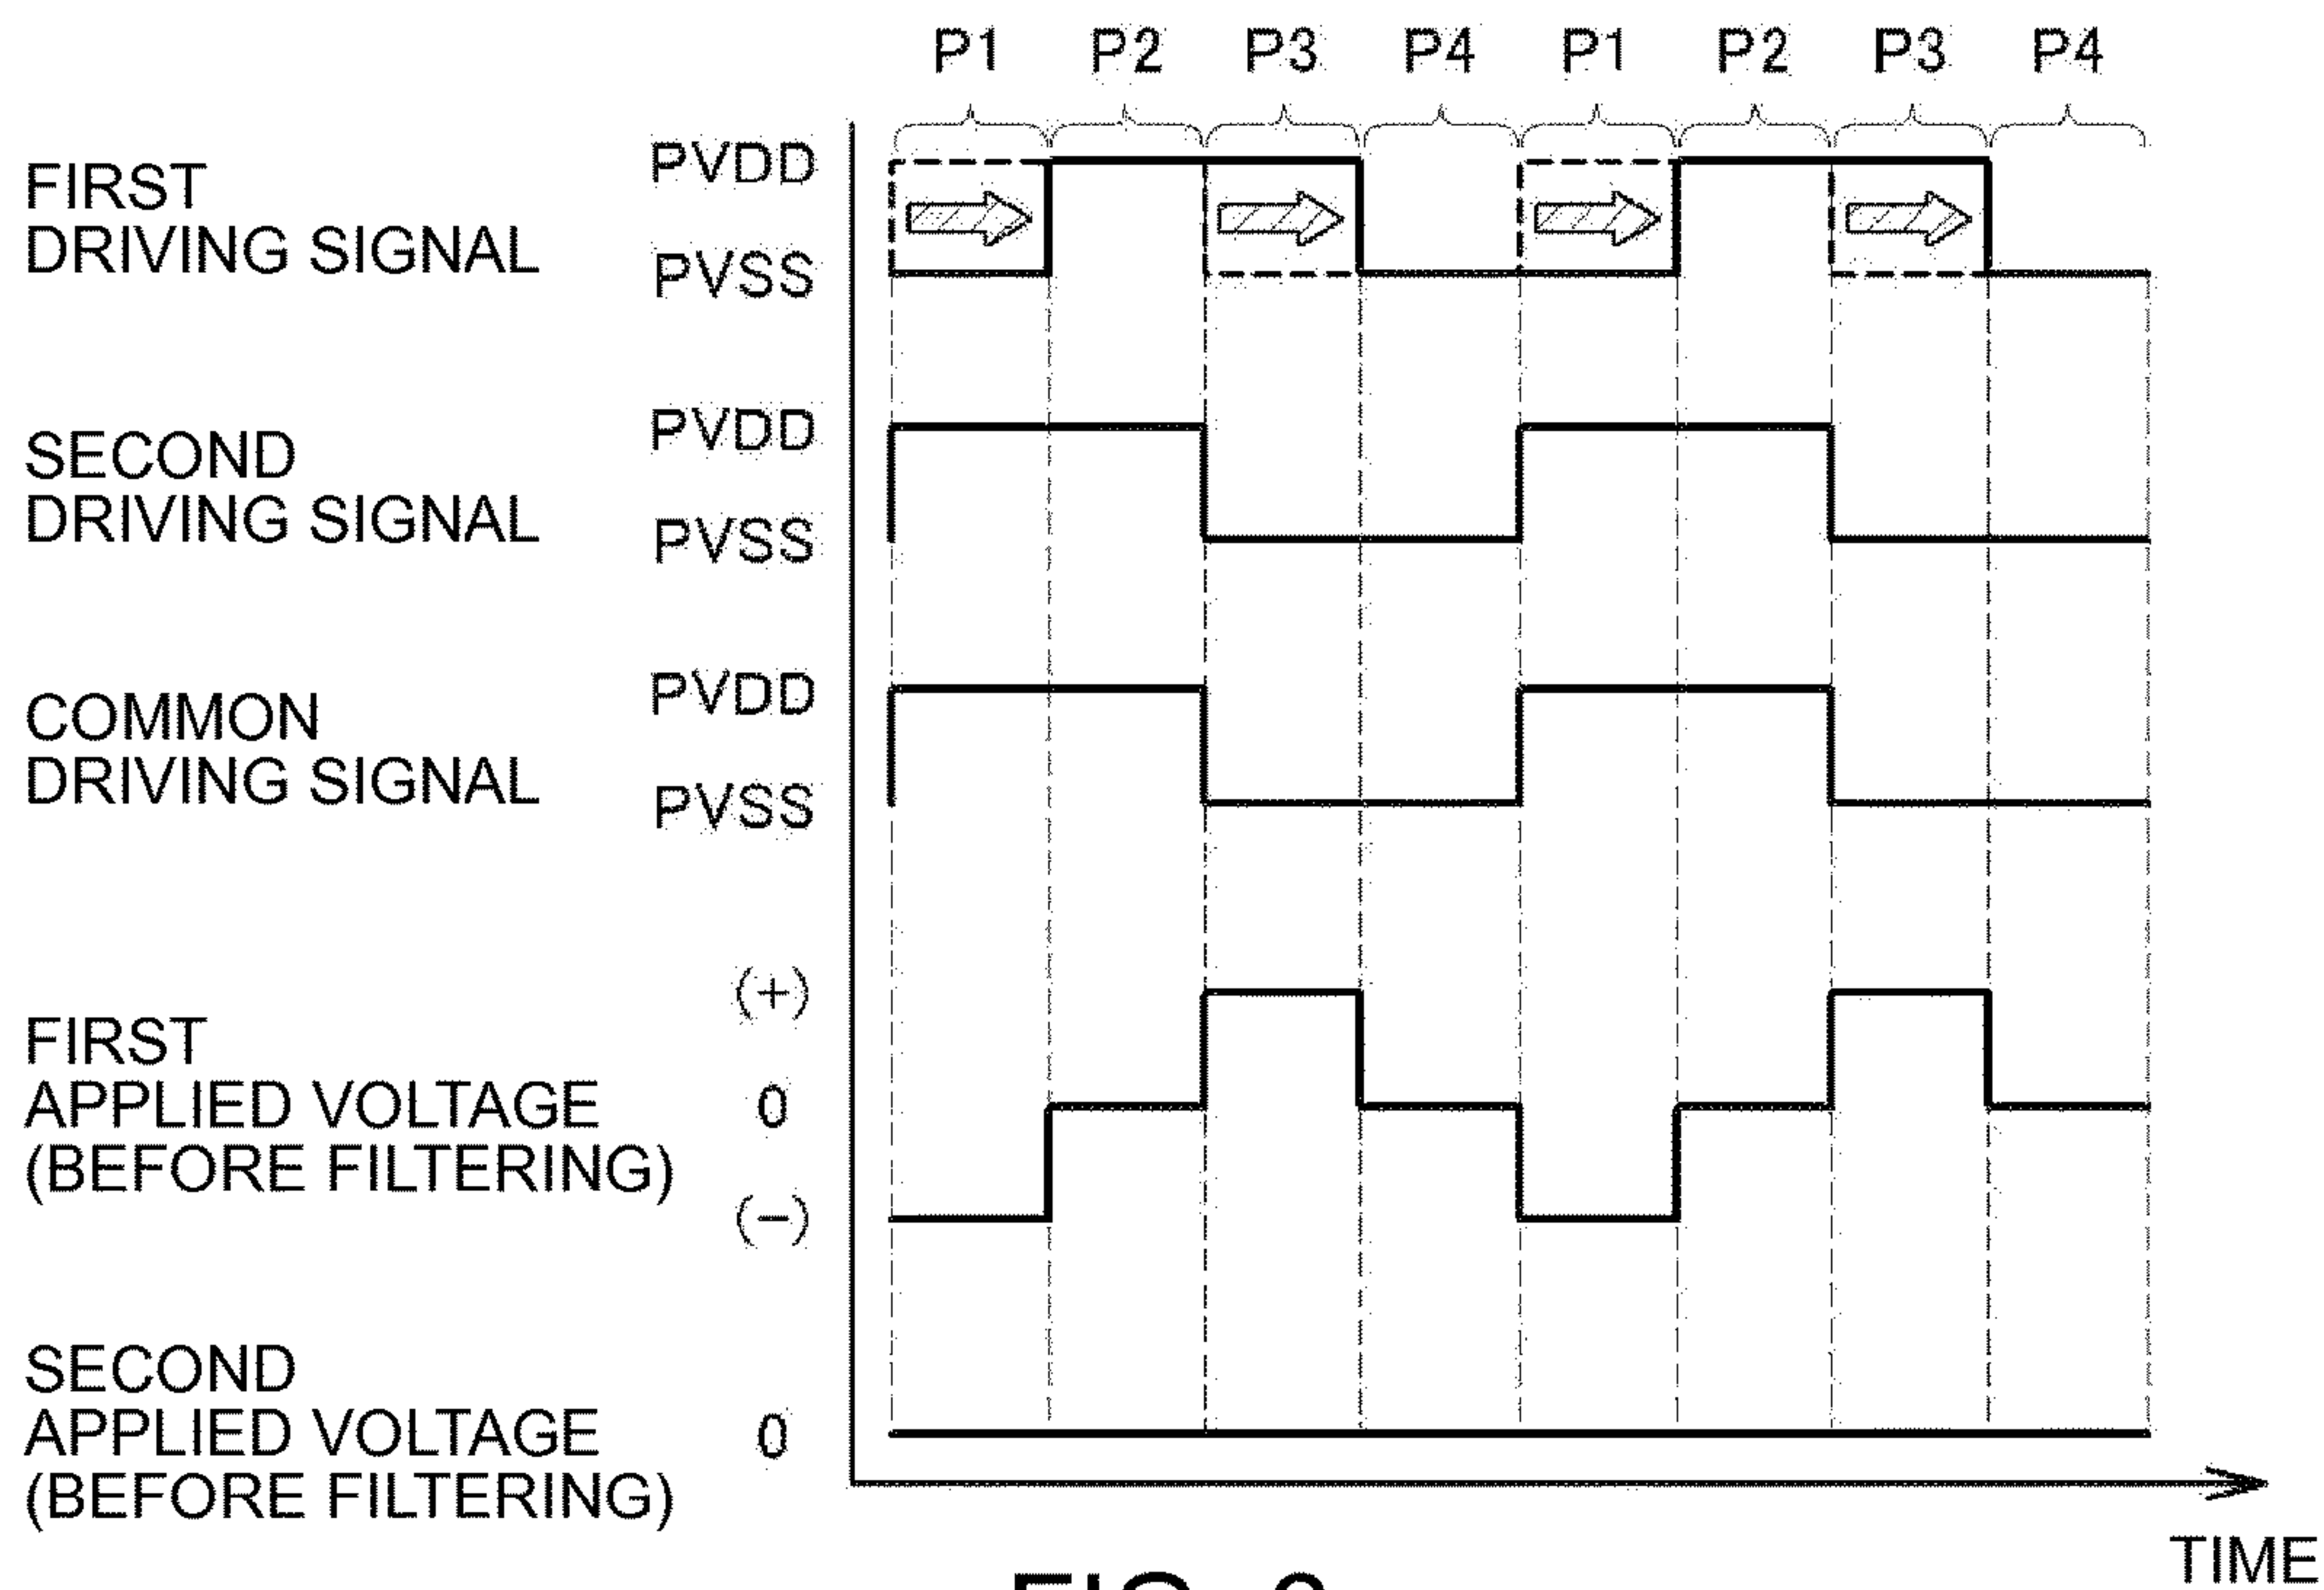 P1 P2 P3 P4 P1 P2 P3 P4
FIRST
DRIVING SIGNAL
PVDD
PVSS
SECOND
DRIVING SIGNAL
PVDD
PVSS
COMMON
DRIVING SIGNAL
PVDD
PVSS
FIRST
APPLIED VOLTAGE
(BEFORE FILTERING)
(+)
0
(−)
SECOND
APPLIED VOLTAGE
(BEFORE FILTERING)
0
TIME